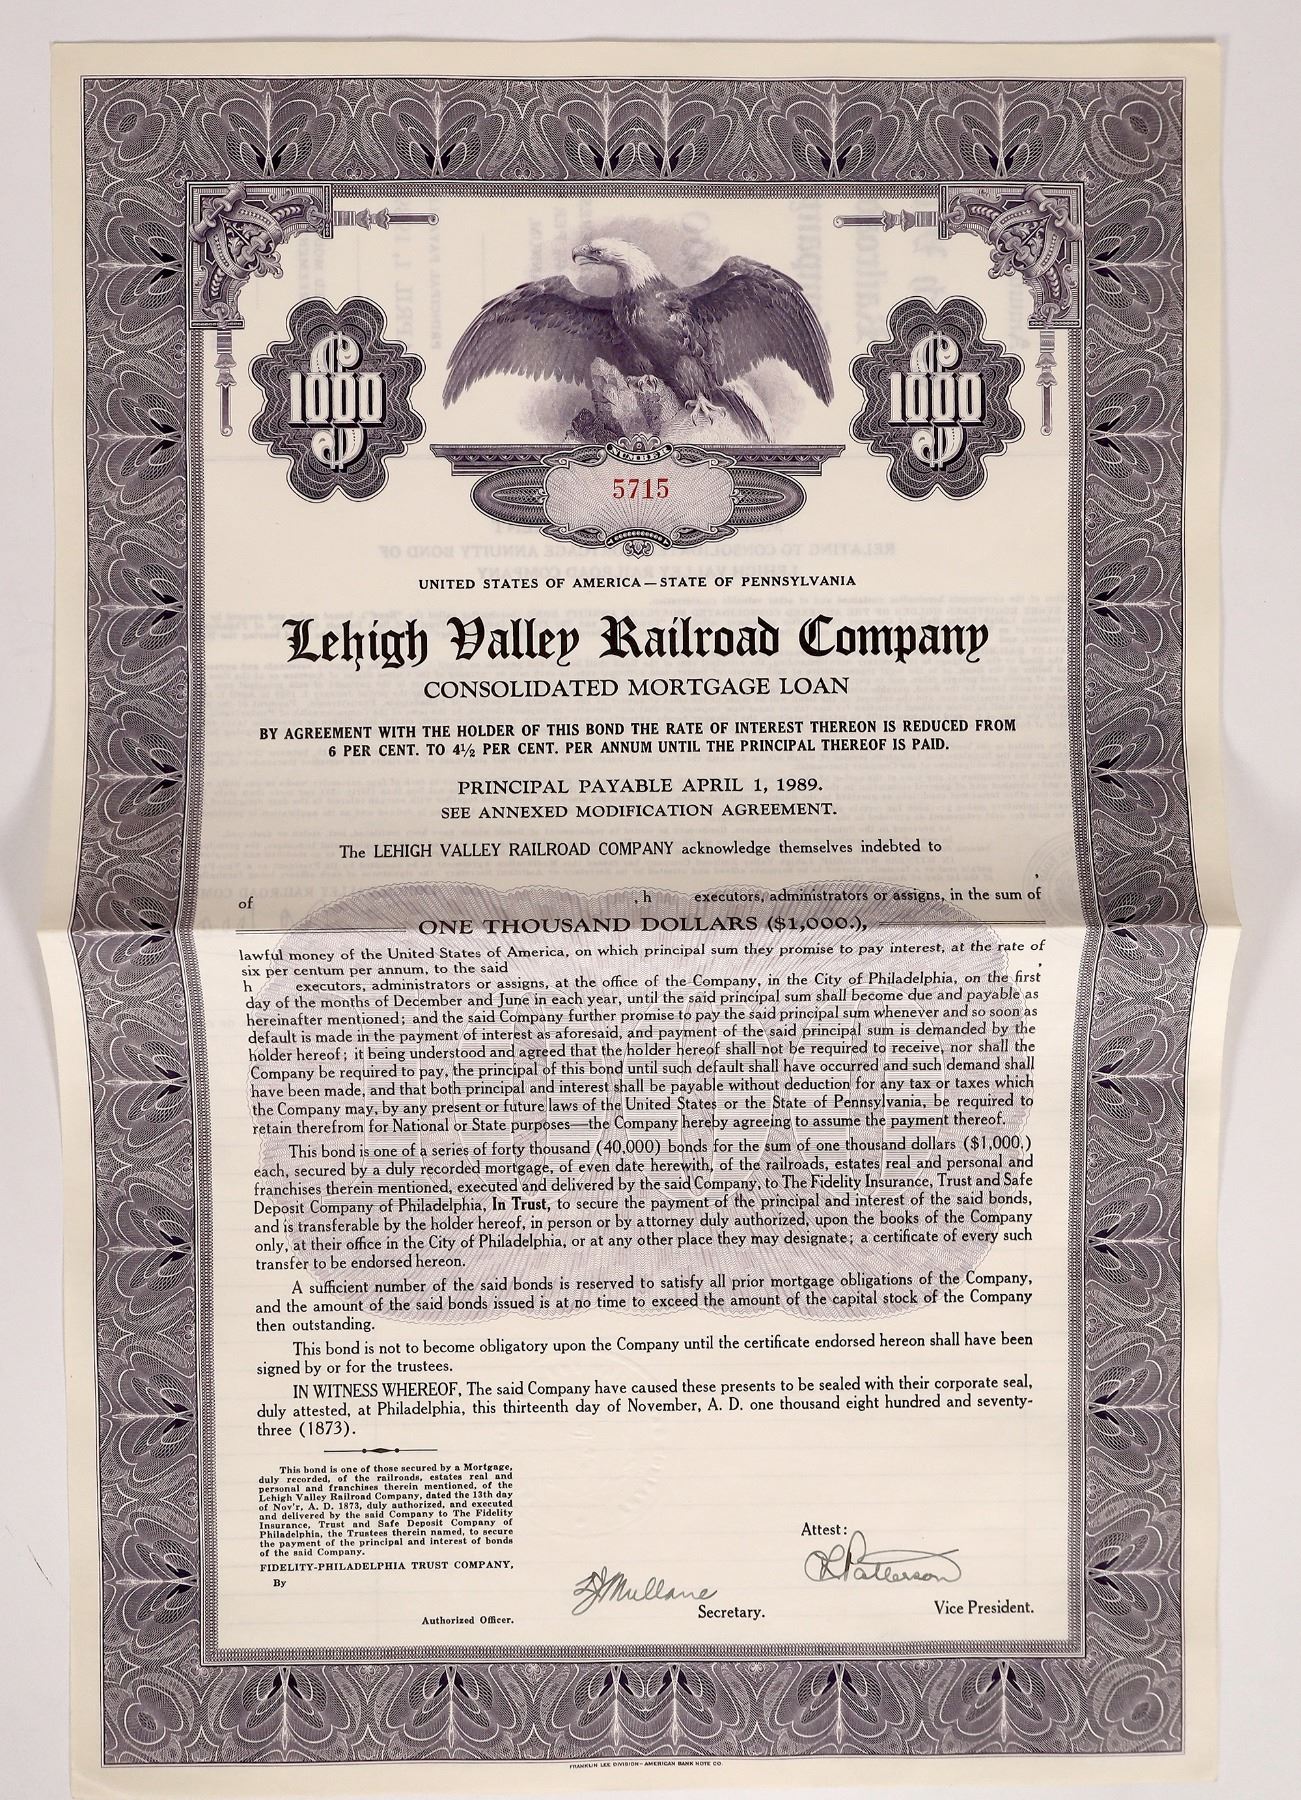 $1000
$1000
NUMBER
5715
UNITED STATES OF AMERICA—STATE OF PENNSYLVANIA
Lehigh Valley Railroad Company
CONSOLIDATED MORTGAGE LOAN
BY AGREEMENT WITH THE HOLDER OF THIS BOND THE RATE OF INTEREST THEREON IS REDUCED FROM
6 PER CENT. TO 4½ PER CENT. PER ANNUM UNTIL THE PRINCIPAL THEREOF IS PAID.
PRINCIPAL PAYABLE APRIL 1, 1989.
SEE ANNEXED MODIFICATION AGREEMENT.
The LEHIGH VALLEY RAILROAD COMPANY acknowledge themselves indebted to
,
of , h executors, administrators or assigns, in the sum of
ONE THOUSAND DOLLARS ($1,000.),
lawful money of the United States of America, on which principal sum they promise to pay interest, at the rate of
six per centum per annum, to the said ,
h executors, administrators or assigns, at the office of the Company, in the City of Philadelphia, on the first
day of the months of December and June in each year, until the said principal sum shall become due and payable as
hereinafter mentioned; and the said Company further promise to pay the said principal sum whenever and so soon as
default is made in the payment of interest as aforesaid, and payment of the said principal sum is demanded by the
holder hereof; it being understood and agreed that the holder hereof shall not be required to receive, nor shall the
Company be required to pay, the principal of this bond until such default shall have occurred and such demand shall
have been made, and that both principal and interest shall be payable without deduction for any tax or taxes which
the Company may, by any present or future laws of the United States or the State of Pennsylvania, be required to
retain therefrom for National or State purposes—the Company hereby agreeing to assume the payment thereof.
This bond is one of a series of forty thousand (40,000) bonds for the sum of one thousand dollars ($1,000.)
each, secured by a duly recorded mortgage, of even date herewith, of the railroads, estates real and personal and
franchises therein mentioned, executed and delivered by the said Company, to The Fidelity Insurance, Trust and Safe
Deposit Company of Philadelphia, In Trust, to secure the payment of the principal and interest of the said bonds,
and is transferable by the holder hereof, in person or by attorney duly authorized, upon the books of the Company
only, at their office in the City of Philadelphia, or at any other place they may designate; a certificate of every such
transfer to be endorsed hereon.
A sufficient number of the said bonds is reserved to satisfy all prior mortgage obligations of the Company,
and the amount of the said bonds issued is at no time to exceed the amount of the capital stock of the Company
then outstanding.
This bond is not to become obligatory upon the Company until the certificate endorsed hereon shall have been
signed by or for the trustees.
IN WITNESS WHEREOF, The said Company have caused these presents to be sealed with their corporate seal,
duly attested, at Philadelphia, this thirteenth day of November, A. D. one thousand eight hundred and seventy-
three (1873).
This bond is one of those secured by a Mortgage,
duly recorded, of the railroads, estates real and
personal and franchises therein mentioned, of the
Lehigh Valley Railroad Company, dated the 13th day
of Nov'r, A. D. 1873, duly authorized, and executed
and delivered by the said Company to The Fidelity
Insurance, Trust and Safe Deposit Company of
Philadelphia, the Trustees therein named, to secure
the payment of the principal and interest of bonds
of the said Company.
FIDELITY-PHILADELPHIA TRUST COMPANY,
By
Authorized Officer.
Mullane
Secretary.
Attest:
Patterson
Vice President.
FRANKLIN LEE DIVISION—AMERICAN BANK NOTE CO.